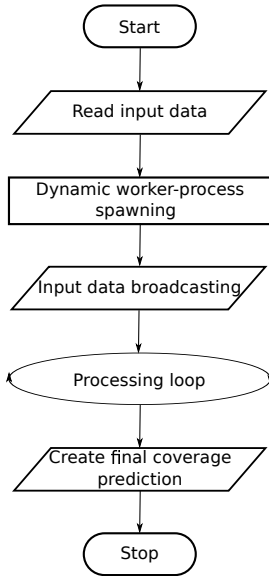 Start
Read input data
Dynamic worker-process
spawning
Input data broadcasting
Processing loop
Create final coverage
prediction
Stop